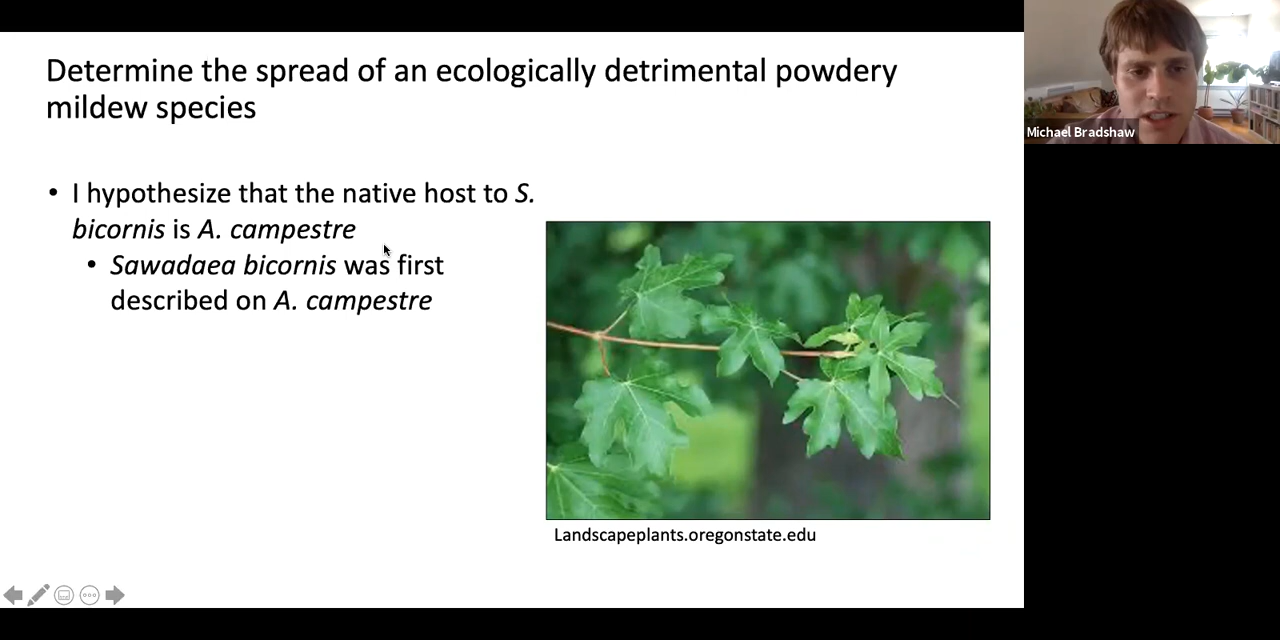 Determine the spread of an ecologically detrimental powdery
mildew species
• I hypothesize that the native host to S.
bicornis is A. campestre
• Sawadaea bicornis was first
described on A. campestre
Landscapeplants.oregonstate.edu
Michael Bradshaw